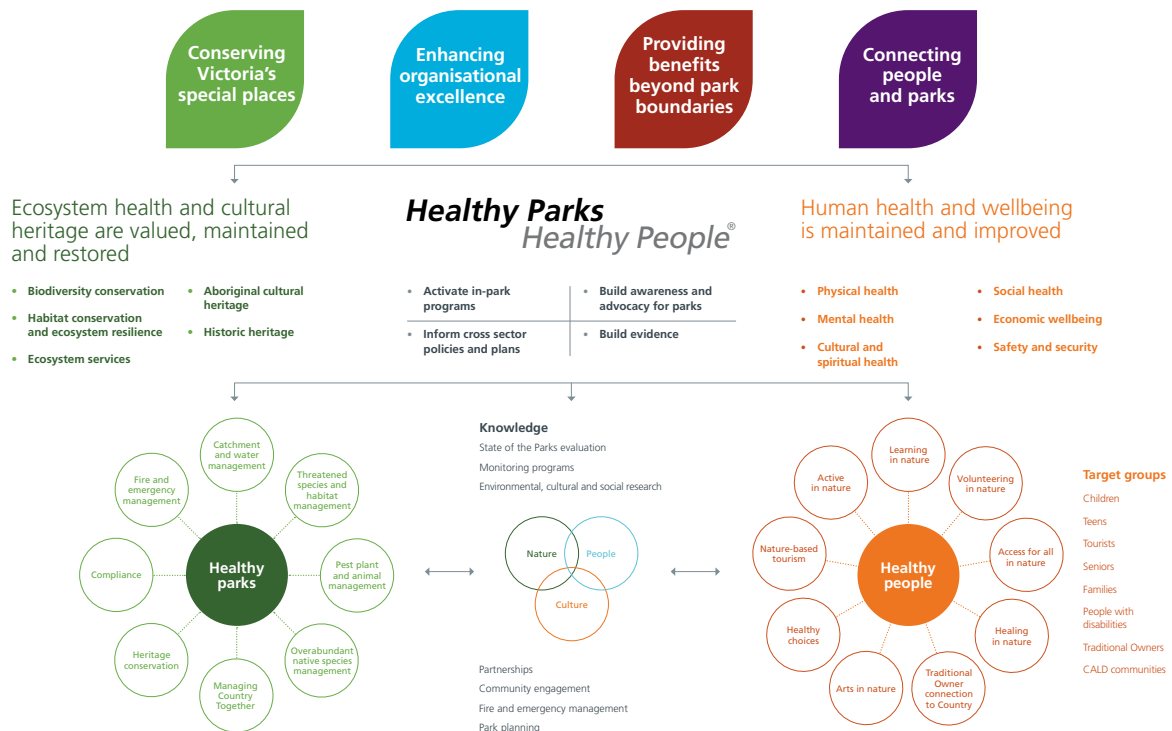 Conserving
Victoria's
special places
Enhancing
organisational
excellence
Providing
benefits
beyond park
boundaries
Connecting
people
and parks
Ecosystem health and cultural
heritage are valued, maintained
and restored
• Biodiversity conservation
• Habitat conservation
and ecosystem resilience
• Ecosystem services
• Aboriginal cultural
heritage
• Historic heritage
Healthy Parks
Healthy People®
• Activate in-park
programs
• Build awareness and
advocacy for parks
• Inform cross sector
policies and plans
• Build evidence
Human health and wellbeing
is maintained and improved
• Physical health
• Mental health
• Cultural and
spiritual health
• Social health
• Economic wellbeing
• Safety and security
Healthy
parks
Catchment
and water
management
Threatened
species and
habitat
management
Pest plant
and animal
management
Overabundant
native species
management
Managing
Country
Together
Heritage
conservation
Compliance
Fire and
emergency
management
Knowledge
State of the Parks evaluation
Monitoring programs
Environmental, cultural and social research
Nature
People
Culture
Partnerships
Community engagement
Fire and emergency management
Park planning
Healthy
people
Learning
in nature
Volunteering
in nature
Access for all
in nature
Healing
in nature
Traditional
Owner
connection
to Country
Arts in nature
Healthy
choices
Nature-based
tourism
Active
in nature
Target groups
Children
Teens
Tourists
Seniors
Families
People with
disabilities
Traditional Owners
CALD communities